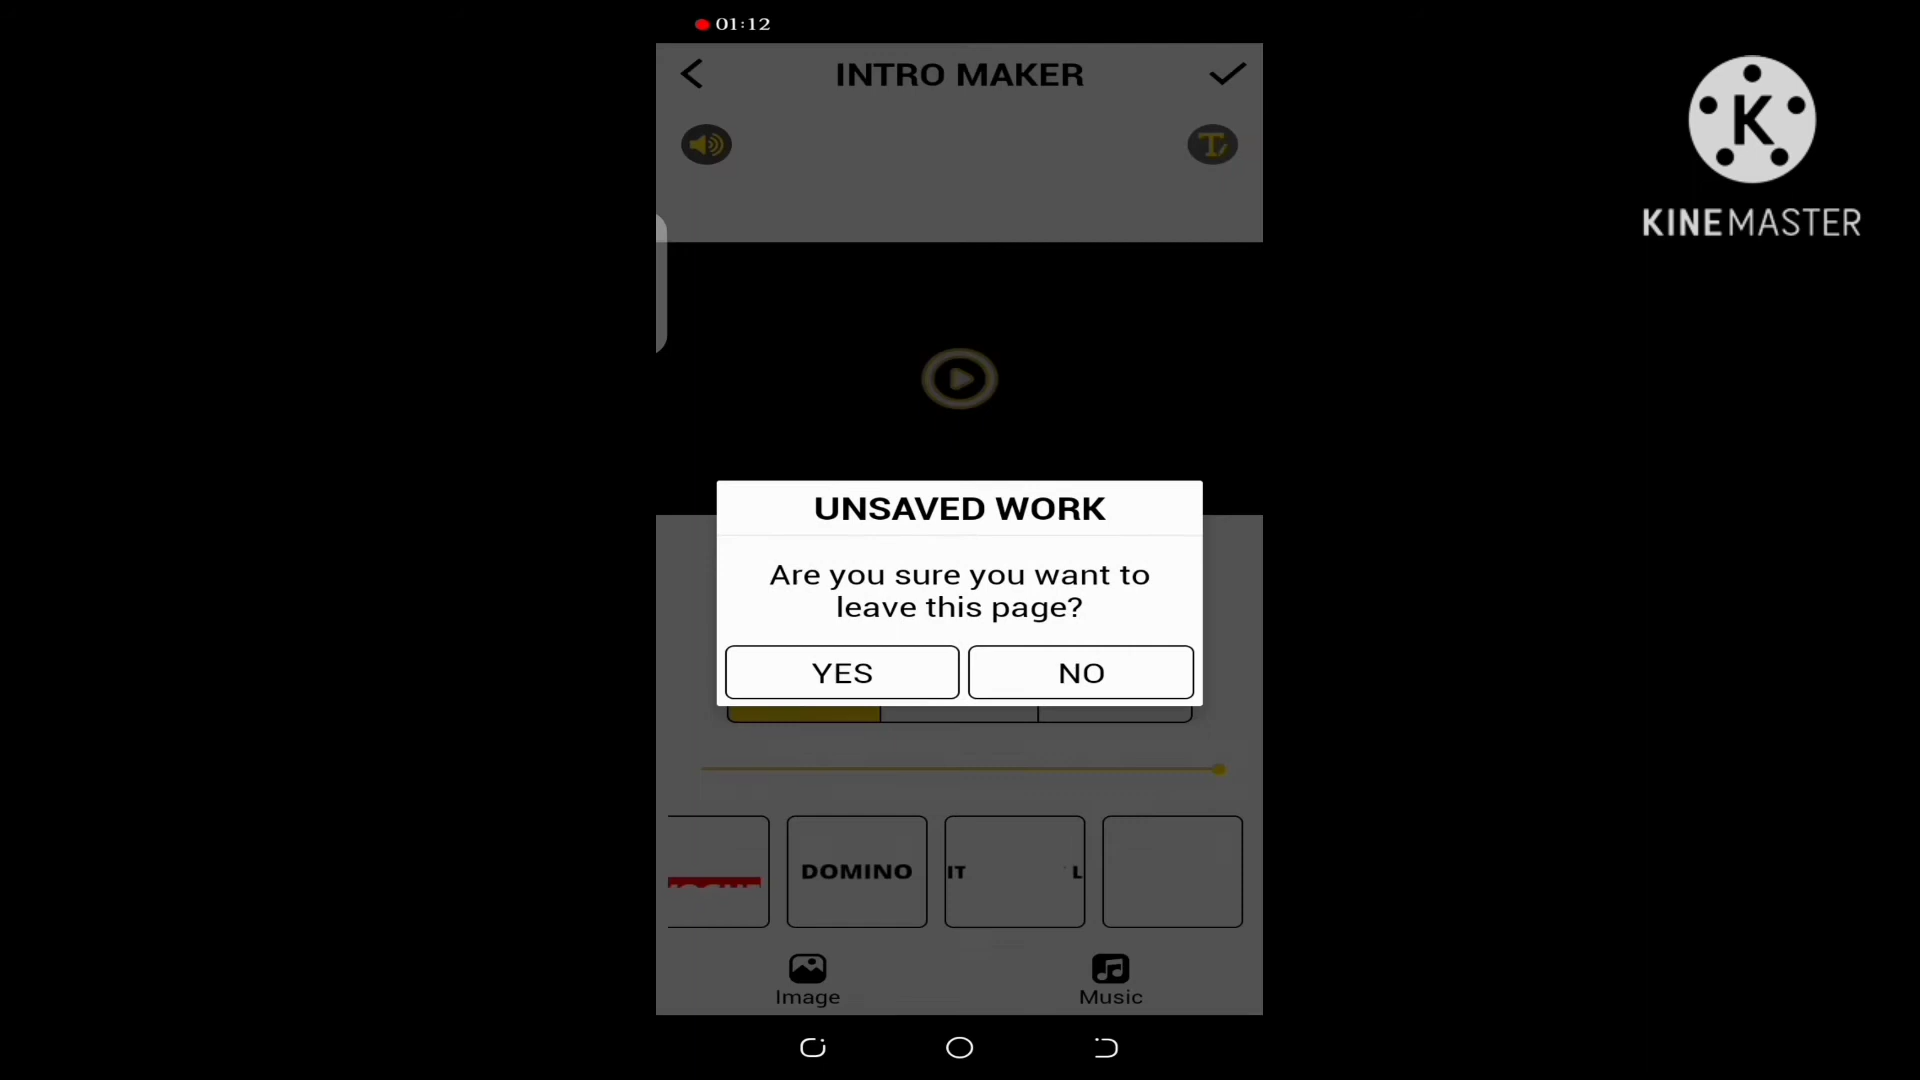 01:12
INTRO MAKER
K
KINEMASTER
UNSAVED WORK
Are you sure you want to
leave this page?
YES
NO
DOMINO
IT
L
Image
Music